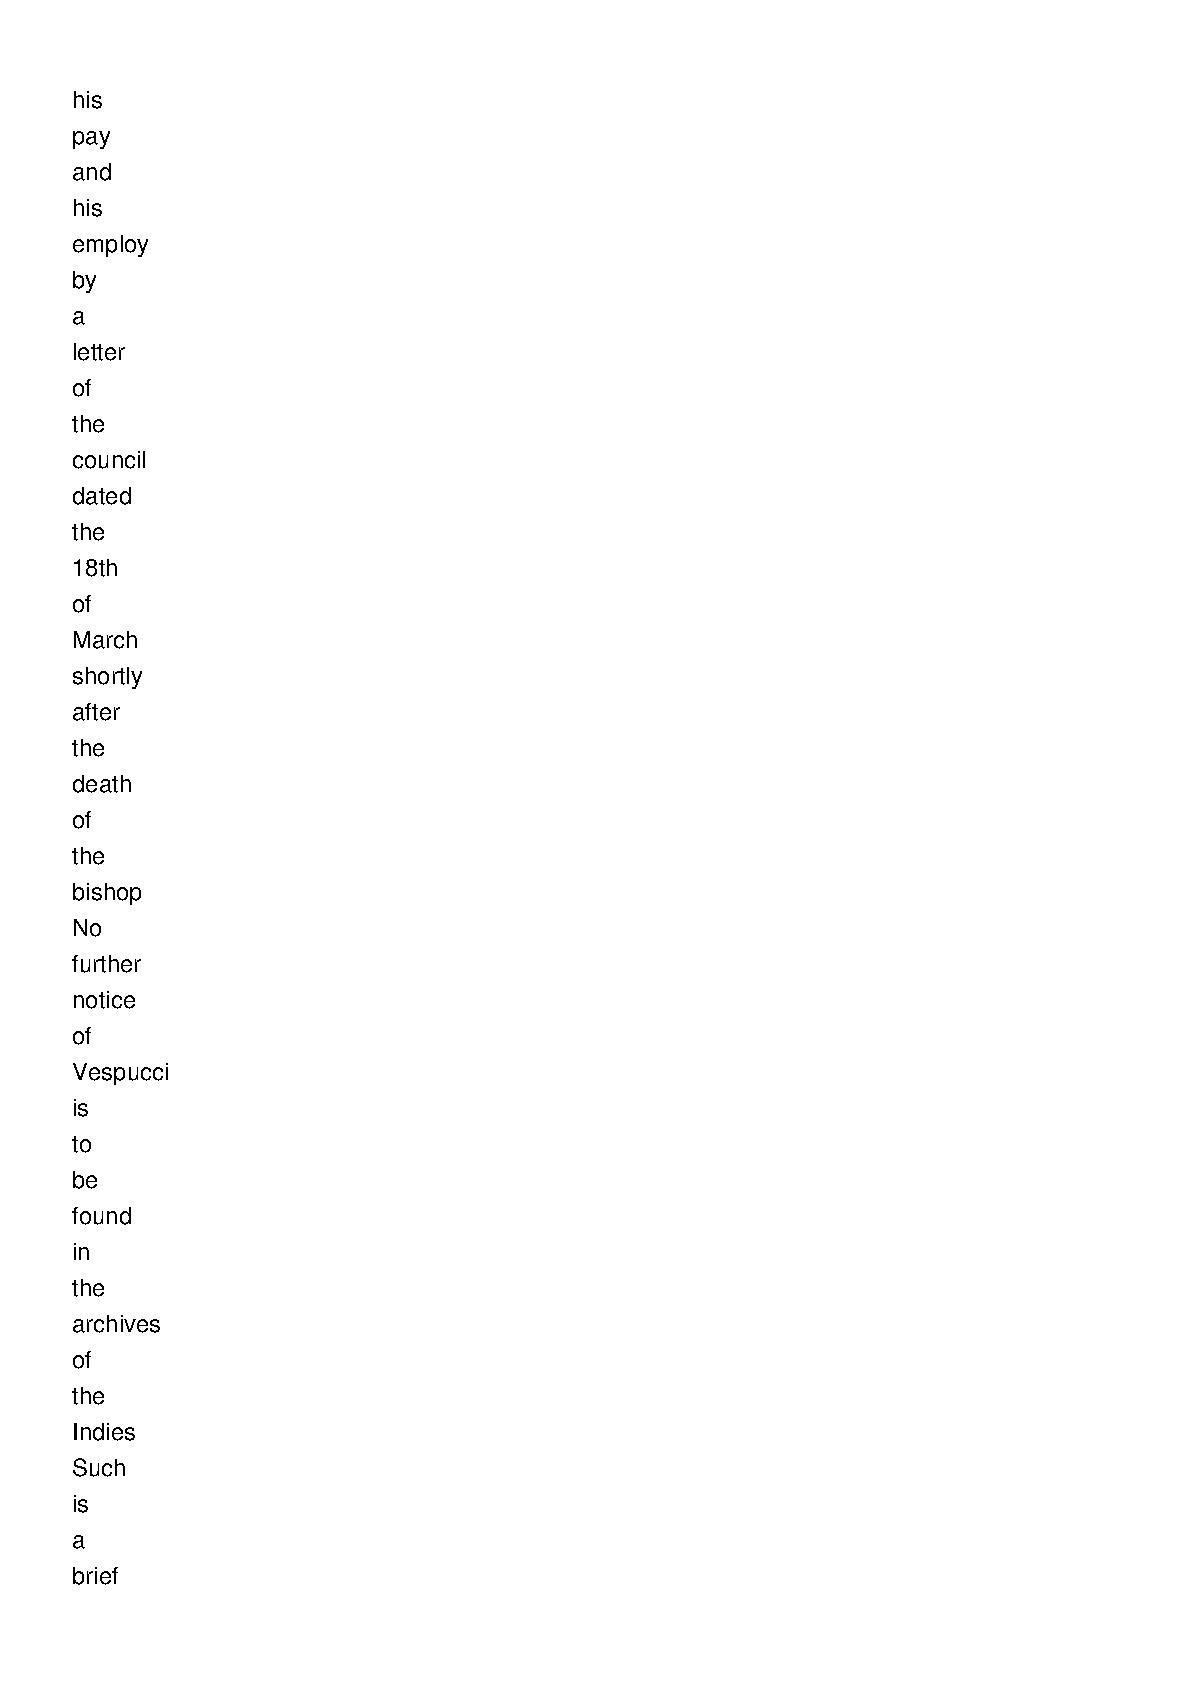 his
pay
and
his
employ
by
a
letter
of
the
council
dated
the
18th
of
March
shortly
after
the
death
of
the
bishop
No
further
notice
of
Vespucci
is
to
be
found
in
the
archives
of
the
Indies
Such
is
a
brief